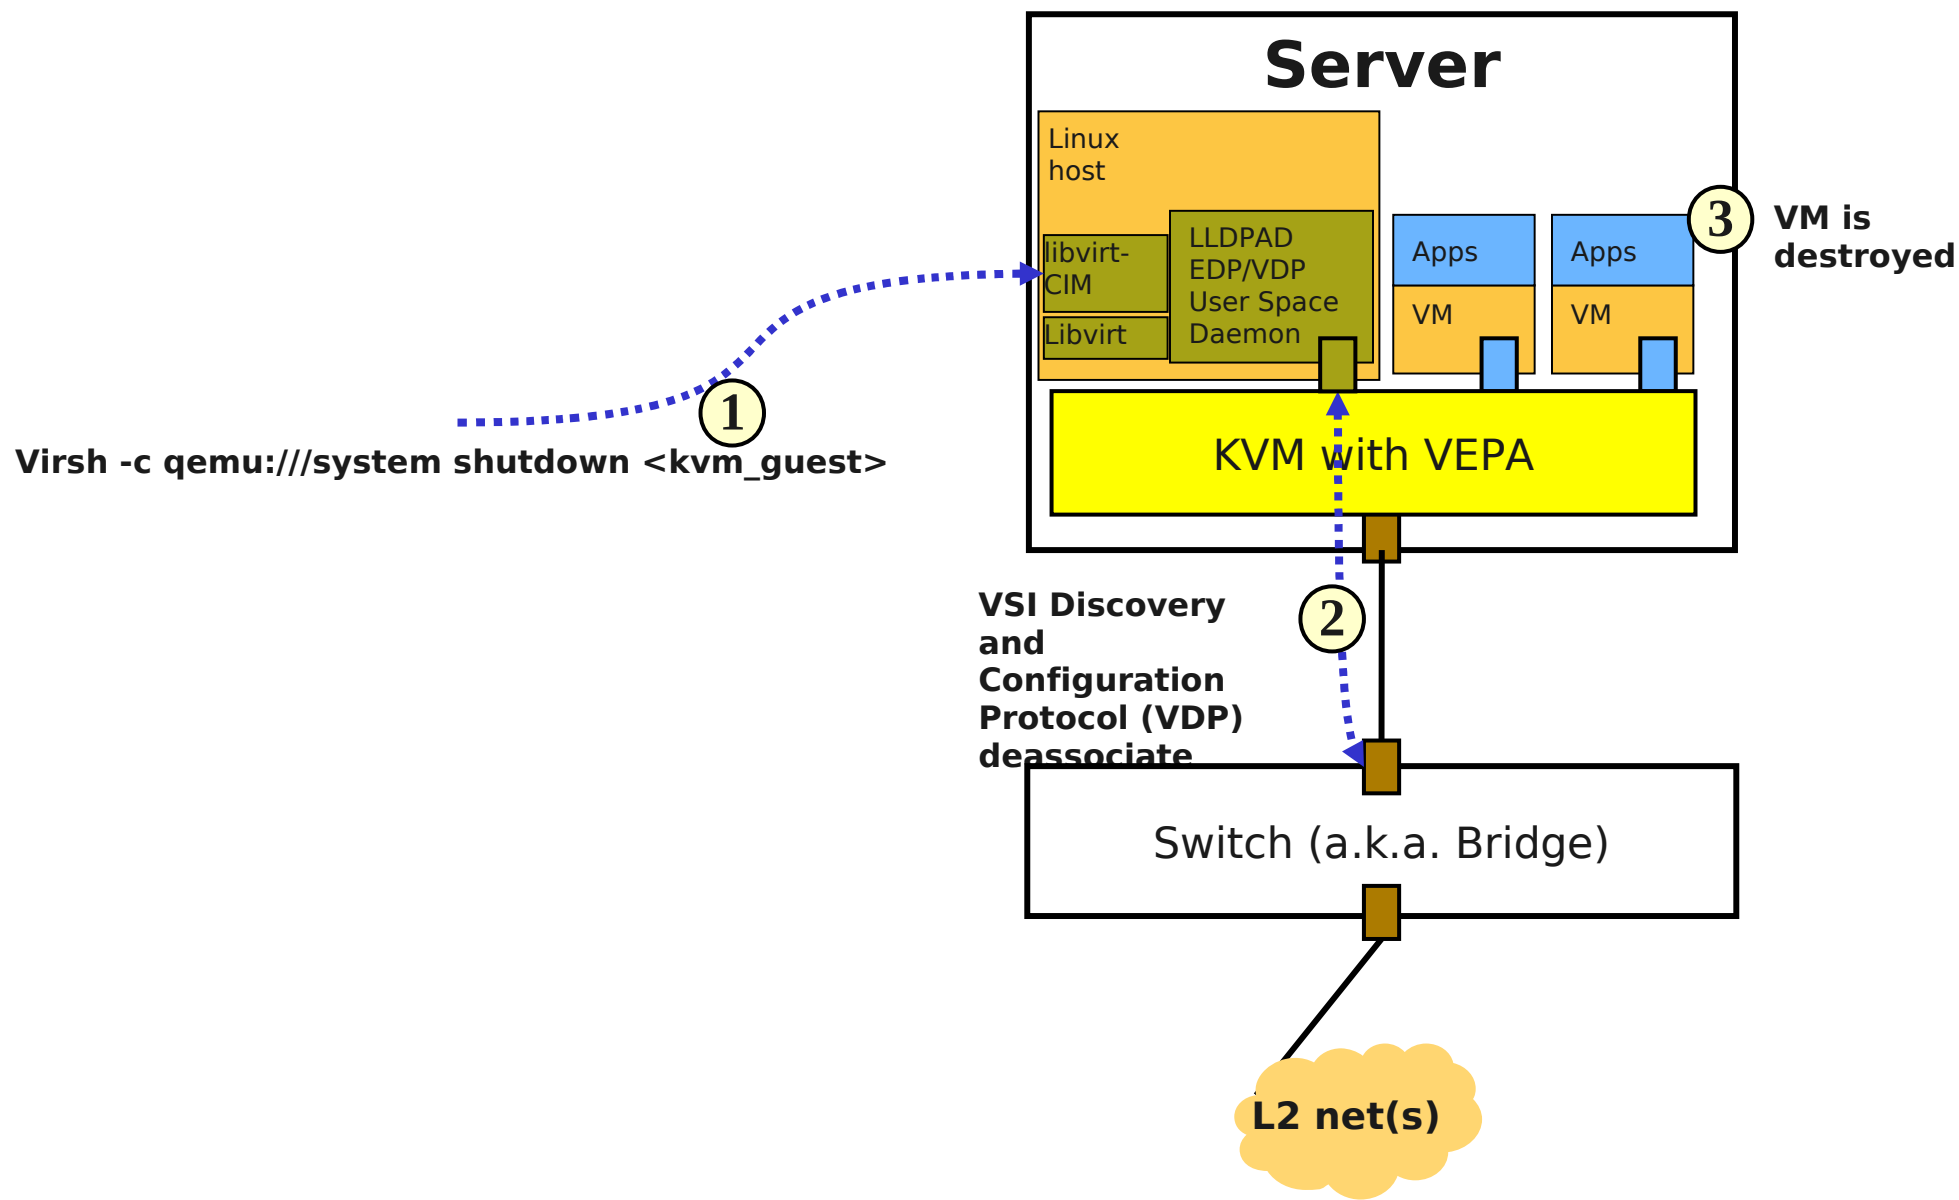 Server
Linux
host
libvirt-
CIM
Libvirt
LLDPAD
EDP/VDP
User Space
Daemon
Apps
VM
Apps
VM
3
VM is
destroyed
1
Virsh -c qemu:///system shutdown <kvm_guest>
KVM with VEPA
2
VSI Discovery
and
Configuration
Protocol (VDP)
deassociate
Switch (a.k.a. Bridge)
L2 net(s)